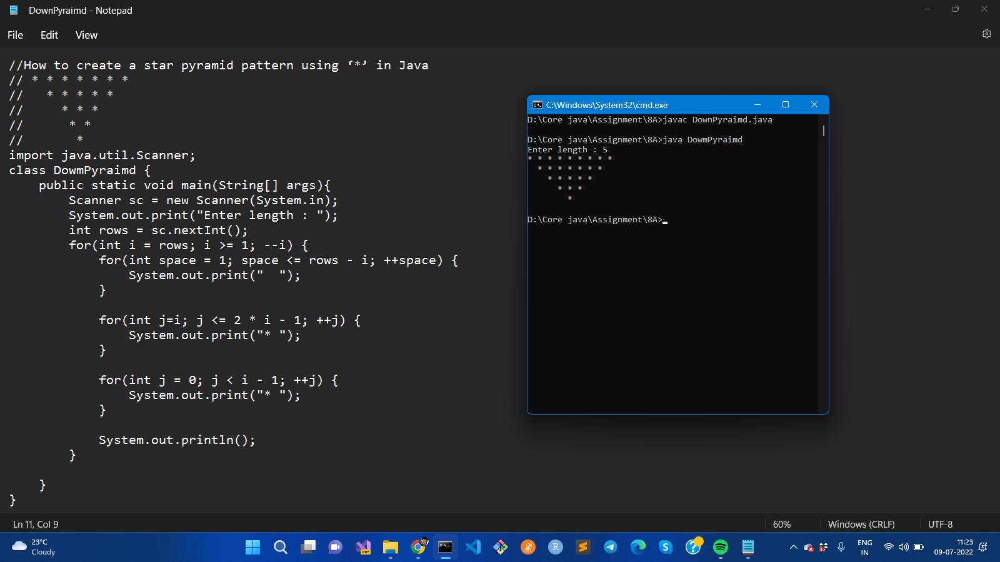 DownPyraimd - Notepad
File Edit View
//How to create a star pyramid pattern using ‘*’ in Java
// * * * * * * *
//   * * * * *
//     * * *
//      * *
//       *
import java.util.Scanner;
class DowmPyraimd {
    public static void main(String[] args){
        Scanner sc = new Scanner(System.in);
        System.out.print("Enter length : ");
        int rows = sc.nextInt();
        for(int i = rows; i >= 1; --i) {
            for(int space = 1; space <= rows - i; ++space) {
                System.out.print("  ");
            }
            for(int j=i; j <= 2 * i - 1; ++j) {
                System.out.print("* ");
            }
            for(int j = 0; j < i - 1; ++j) {
                System.out.print("* ");
            }
            System.out.println();
        }
    }
}
C:\Windows\System32\cmd.exe
D:\Core java\Assignment\8A>javac DownPyraimd.java
D:\Core java\Assignment\8A>java DowmPyraimd
Enter length : 5
* * * * * * * * *
  * * * * * * *
    * * * * *
      * * *
        *
D:\Core java\Assignment\8A>
Ln 11, Col 9
60%
Windows (CRLF)
UTF-8
23°C
Cloudy
PRE
R
S
ENG
IN
11:23
09-07-2022